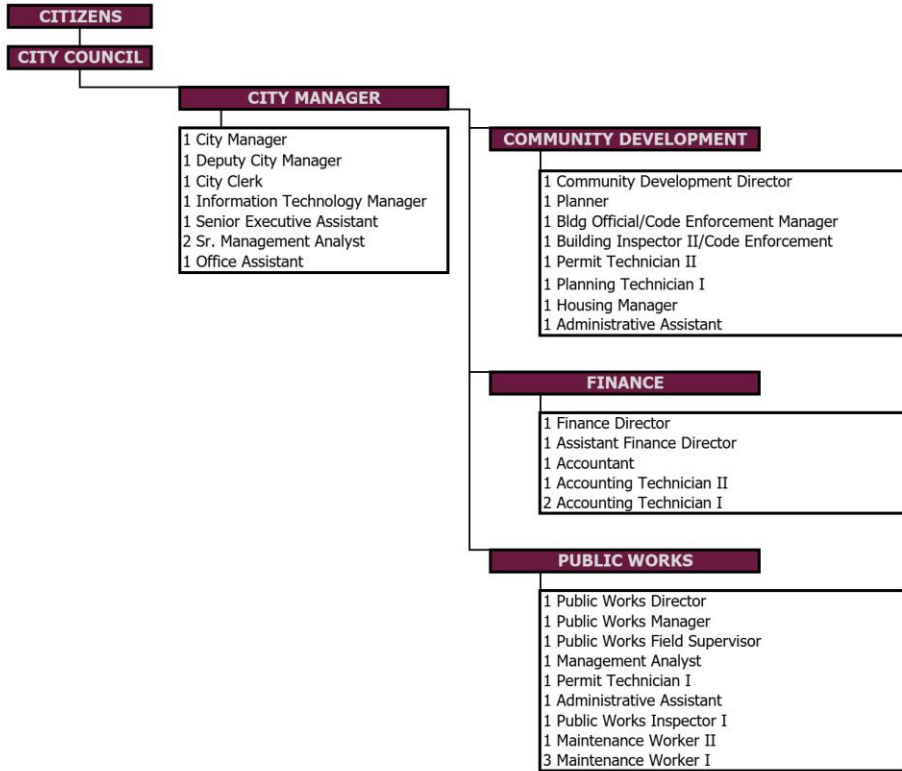 CITIZENS
CITY COUNCIL
CITY MANAGER
1 City Manager
1 Deputy City Manager
1 City Clerk
1 Information Technology Manager
1 Senior Executive Assistant
2 Sr. Management Analyst
1 Office Assistant
COMMUNITY DEVELOPMENT
1 Community Development Director
1 Planner
1 Bldg Official/Code Enforcement Manager
1 Building Inspector II/Code Enforcement
1 Permit Technician II
1 Planning Technician I
1 Housing Manager
1 Administrative Assistant
FINANCE
1 Finance Director
1 Assistant Finance Director
1 Accountant
1 Accounting Technician II
2 Accounting Technician I
PUBLIC WORKS
1 Public Works Director
1 Public Works Manager
1 Public Works Field Supervisor
1 Management Analyst
1 Permit Technician I
1 Administrative Assistant
1 Public Works Inspector I
1 Maintenance Worker II
3 Maintenance Worker I